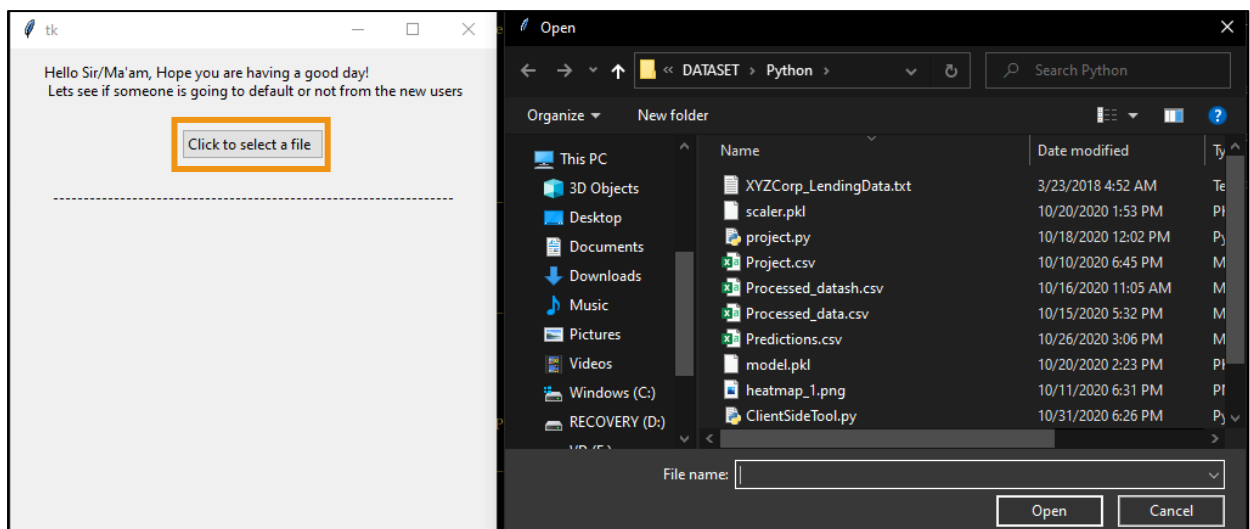 tk
Hello Sir/Ma'am, Hope you are having a good day!
Lets see if someone is going to default or not from the new users
Click to select a file
Open
« DATASET › Python ›
Search Python
Organize
New folder
This PC
3D Objects
Desktop
Documents
Downloads
Music
Pictures
Videos
Windows (C:)
RECOVERY (D:)
Name Date modified Ty
XYZCorp_LendingData.txt 3/23/2018 4:52 AM Te
scaler.pkl 10/20/2020 1:53 PM PK
project.py 10/18/2020 12:02 PM Py
Project.csv 10/10/2020 6:45 PM M
Processed_datash.csv 10/16/2020 11:05 AM M
Processed_data.csv 10/15/2020 5:32 PM M
Predictions.csv 10/26/2020 3:06 PM M
model.pkl 10/20/2020 2:23 PM PK
heatmap_1.png 10/11/2020 6:31 PM
ClientSideTool.py 10/31/2020 6:26 PM Py
File name:
Open
Cancel